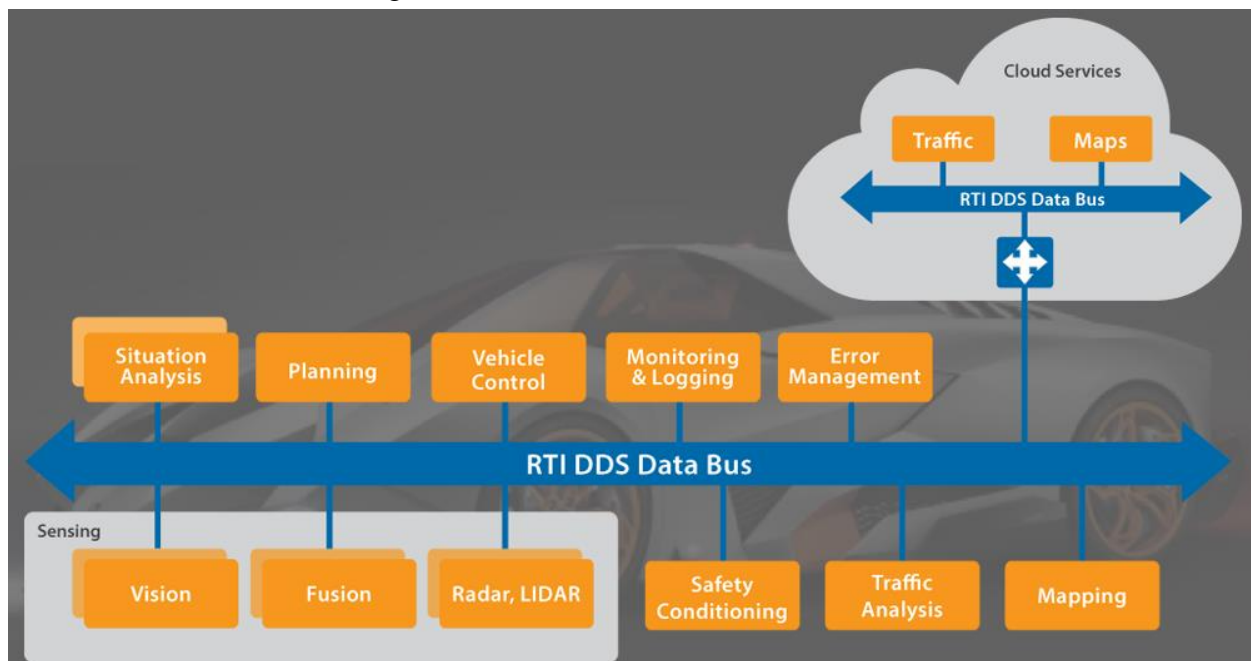 Cloud Services
Traffic
Maps
RTI DDS Data Bus
Situation
Analysis
Planning
Vehicle
Control
Monitoring
& Logging
Error
Management
RTI DDS Data Bus
Sensing
Vision
Fusion
Radar, LIDAR
Safety
Conditioning
Traffic
Analysis
Mapping